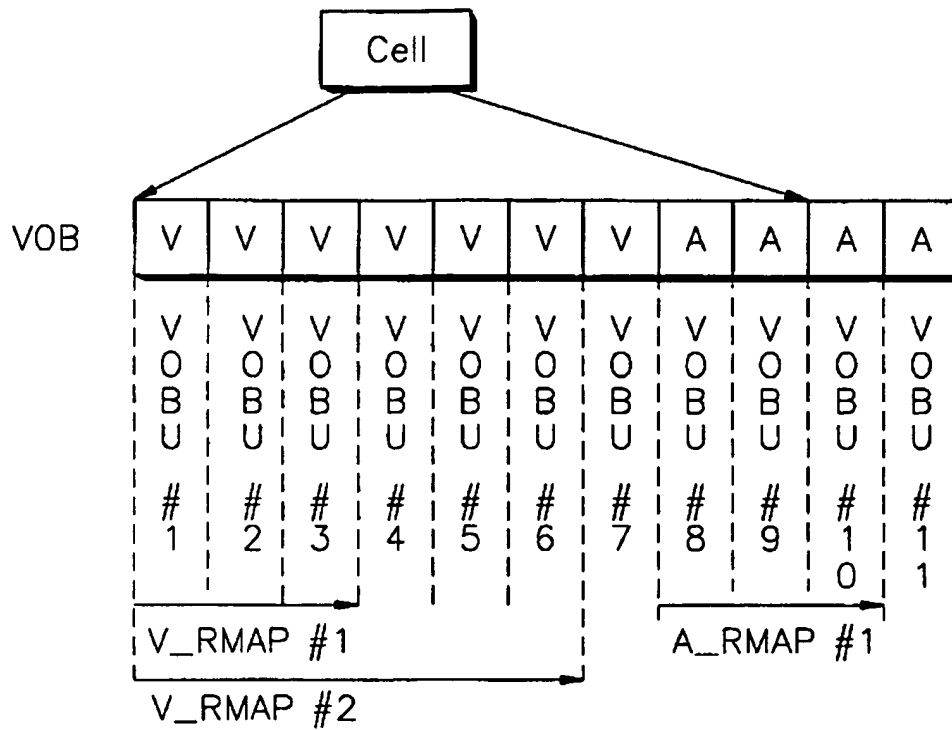 Cell
VOB V V V V V V V A A A A
VOBU #1 VOBU #2 VOBU #3 VOBU #4 VOBU #5 VOBU #6 VOBU #7 VOBU #8 VOBU #9 VOBU #10 VOBU #11
V_RMAP #1 A_RMAP #1
V_RMAP #2